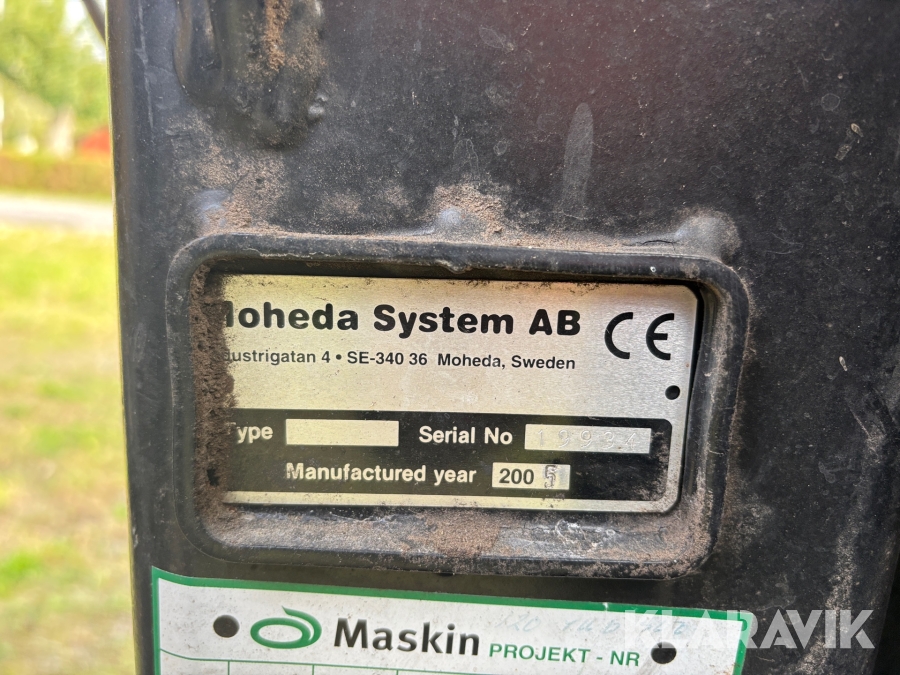 Moheda System AB
ustrigatan 4 • SE-340 36 Moheda, Sweden
CE
Type
Serial No
Manufactured year 200
Maskin PROJEKT - NR
KLARAVIK